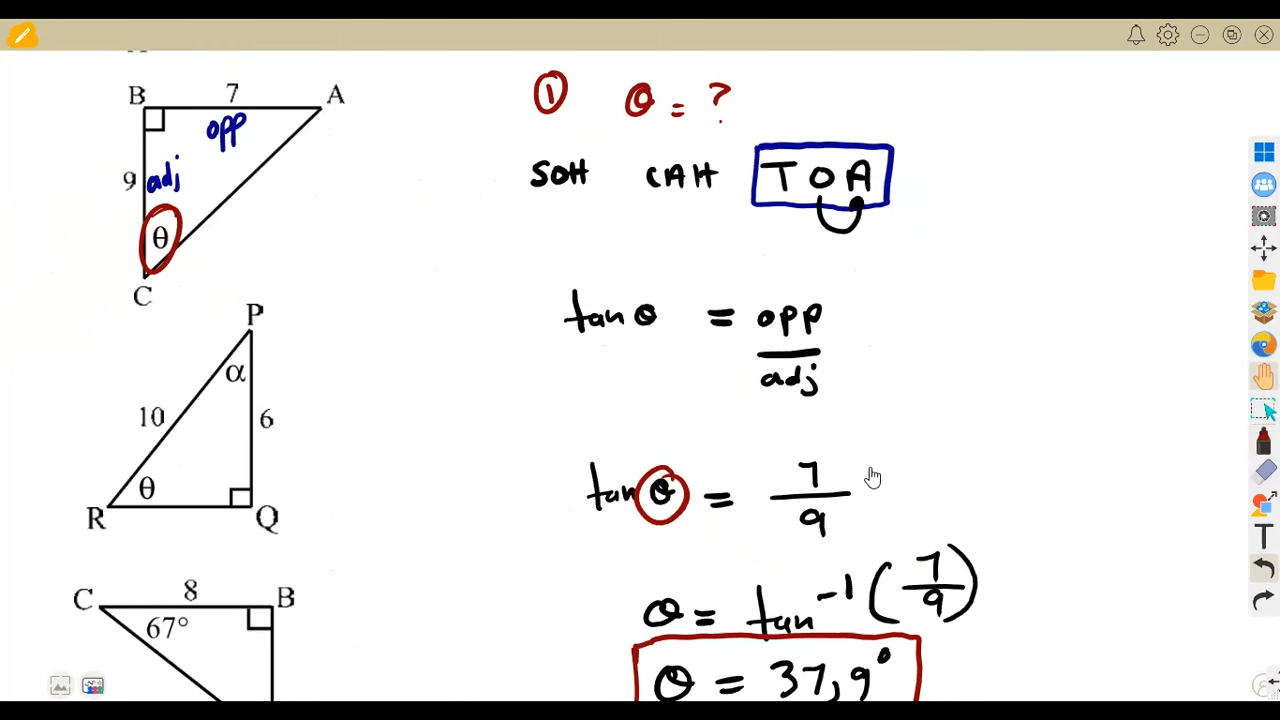 B 7 A
opp
9 adj
θ
C
P
α
10 6
θ
R Q
C 8 B
67°
① θ = ?
SOH CAH TOA
tan θ = opp
adj
tan θ = 7
9
θ = tan⁻¹ (7/9)
θ = 37,9°
T